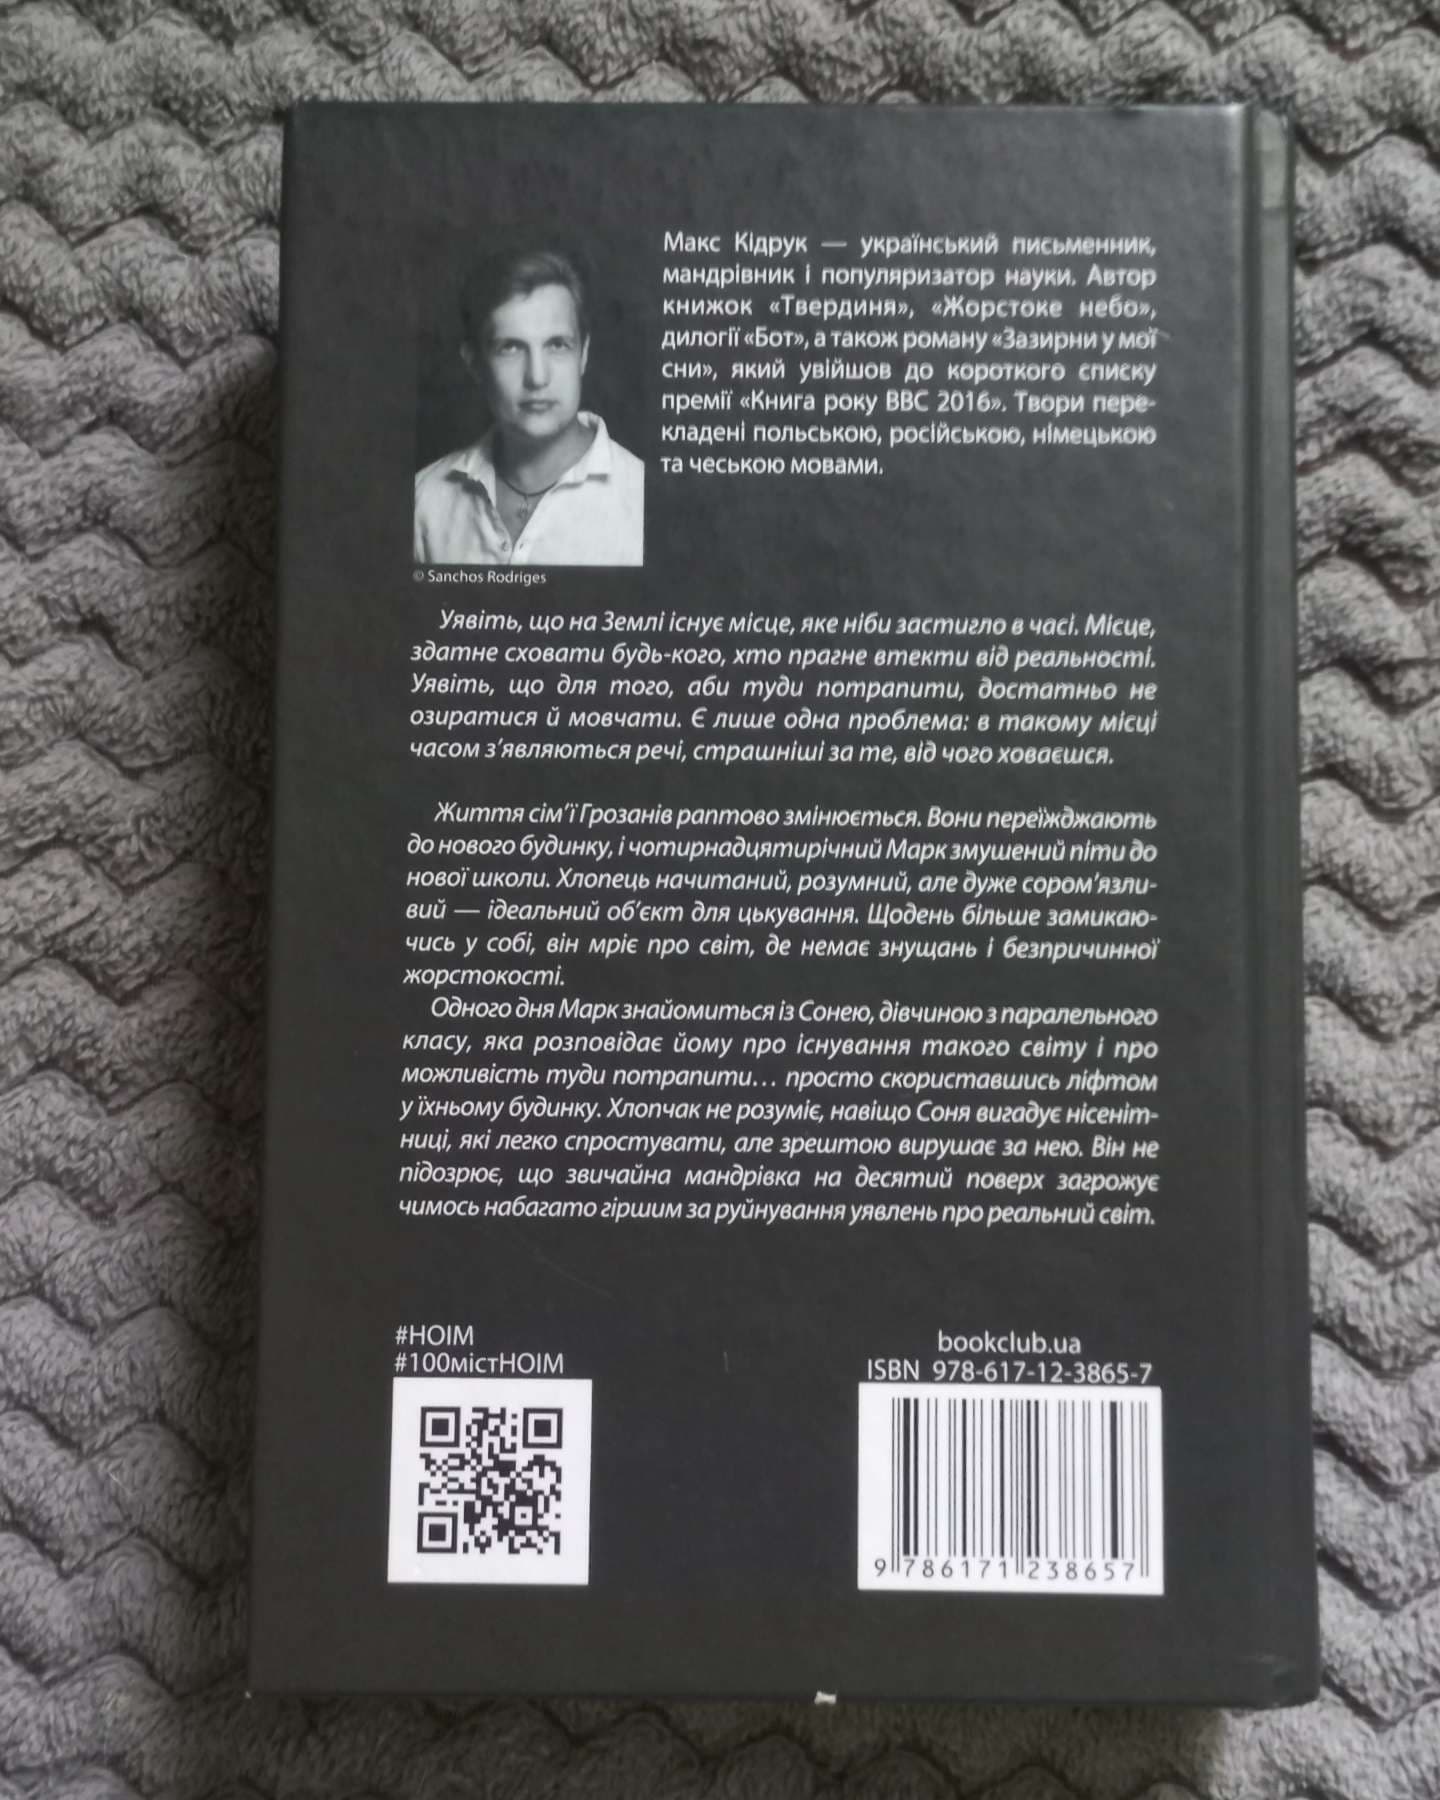 Макс Кідрук — український письменник,
мандрівник і популяризатор науки. Автор
книжок «Твердиня», «Жорстоке небо»,
дилогії «Бот», а також роману «Зазирни у мої
сни», який увійшов до короткого списку
премії «Книга року BBC 2016». Твори пере-
кладені польською, російською, німецькою
та чеською мовами.
© Sanchos Rodriges
Уявіть, що на Землі існує місце, яке ніби застигло в часі. Місце,
здатне сховати будь-кого, хто прагне втекти від реальності.
Уявіть, що для того, аби туди потрапити, достатньо не
озиратися й мовчати. Є лише одна проблема: в такому місці
часом з’являються речі, страшніші за те, від чого ховаєшся.
Життя сім’ї Грозанів раптово змінюється. Вони переїжджають
до нового будинку, і чотирнадцятирічний Марк змушений піти до
нової школи. Хлопець начитаний, розумний, але дуже сором’язли-
вий — ідеальний об’єкт для цькування. Щодень більше замикаю-
чись у собі, він мріє про світ, де немає знущань і безпричинної
жорстокості.
Одного дня Марк знайомиться із Сонею, дівчиною з паралельного
класу, яка розповідає йому про існування такого світу і про
можливість туди потрапити… просто скориставшись ліфтом
у їхньому будинку. Хлопчак не розуміє, навіщо Соня вигадує нісеніт-
ниці, які легко спростувати, але зрештою вирушає за нею. Він не
підозрює, що звичайна мандрівка на десятий поверх загрожує
чимось набагато гіршим за руйнування уявлень про реальний світ.
#НОІМ
#100містНОІМ
bookclub.ua
ISBN 978-617-12-3865-7
9 786171 238657